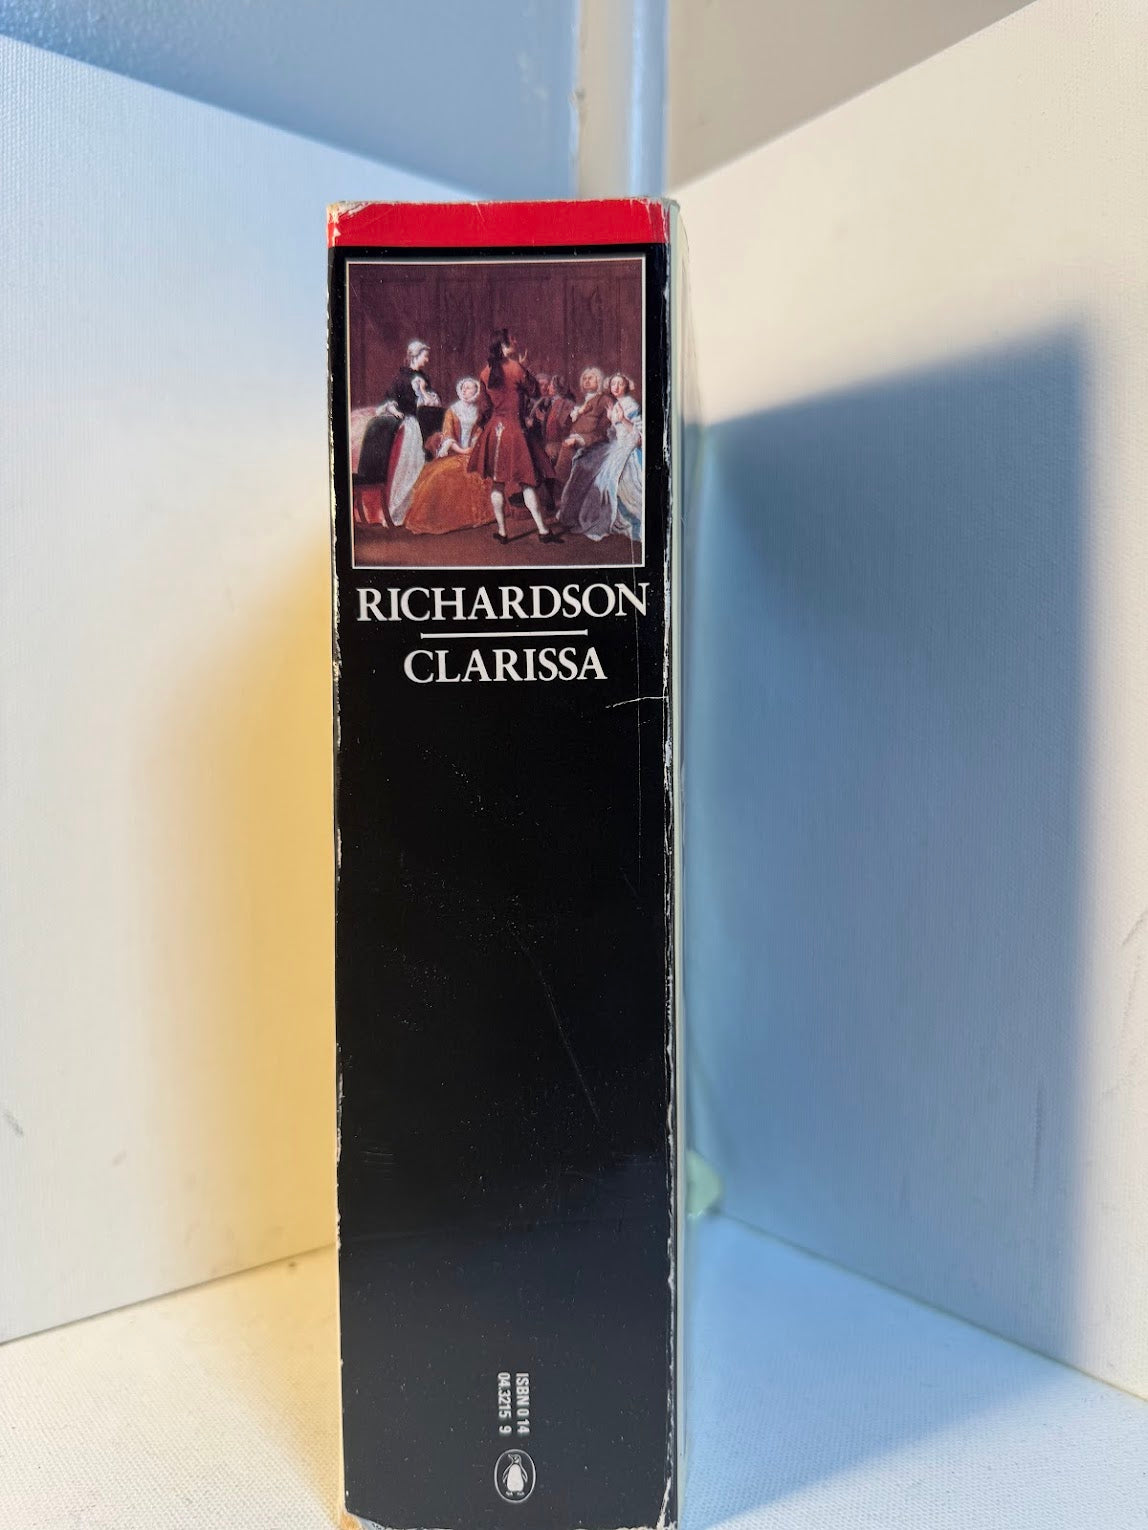 RICHARDSON
CLARISSA
ISBN 0 14
04.3215 9